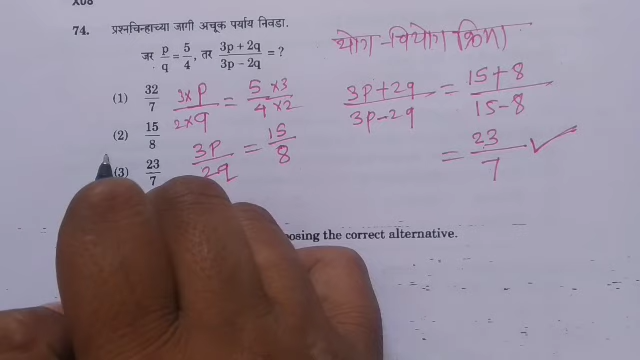 X08
74. प्रश्नचिन्हाच्या जागी अचूक पर्याय निवडा.
जर p/q = 5/4, तर (3p + 2q)/(3p – 2q) = ?
(1) 32/7
(2) 15/8
(3) 23/7
योग-वियोग क्रिया
3×p / 2×q = 5×3 / 4×2
3p/2q = 15/8
3p+2q / 3p-2q = 15+8 / 15-8
= 23/7 ✓
osing the correct alternative.